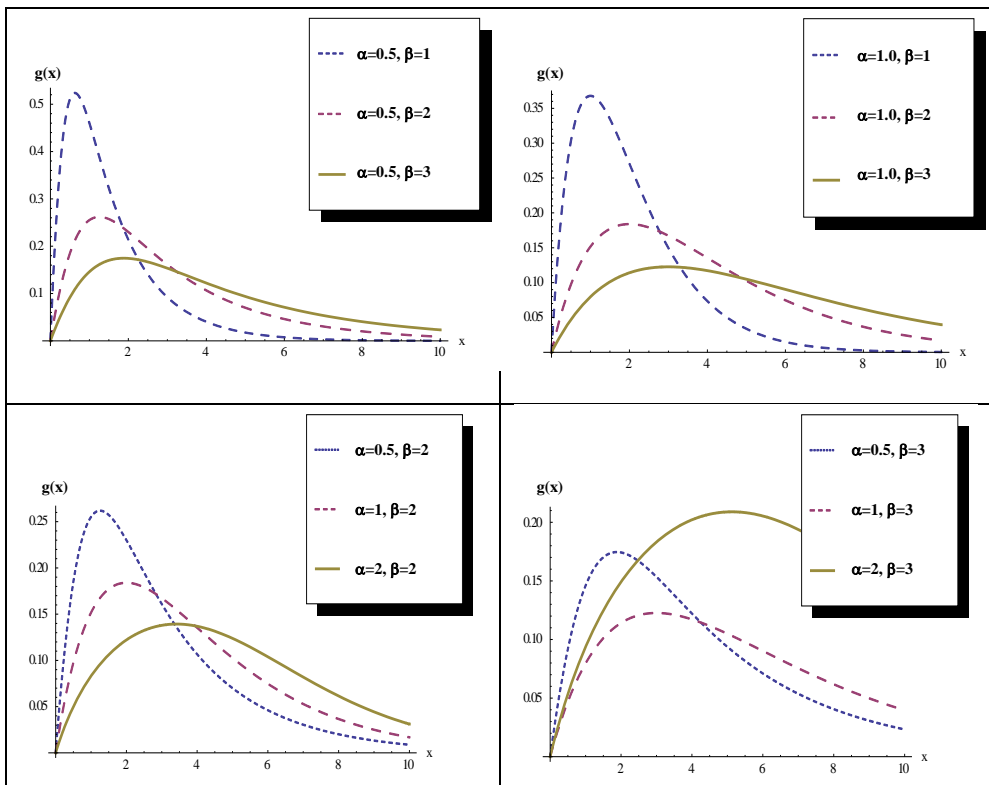 α=0.5, β=1
g(x)
α=0.5, β=2
α=0.5, β=3
0.5
0.4
0.3
0.2
0.1
2 4 6 8 10 x
α=1.0, β=1
g(x)
α=1.0, β=2
α=1.0, β=3
0.35
0.30
0.25
0.20
0.15
0.10
0.05
2 4 6 8 10 x
α=0.5, β=2
g(x)
α=1, β=2
α=2, β=2
0.25
0.20
0.15
0.10
0.05
2 4 6 8 10 x
α=0.5, β=3
g(x)
α=1, β=3
α=2, β=3
0.20
0.15
0.10
0.05
2 4 6 8 10 x